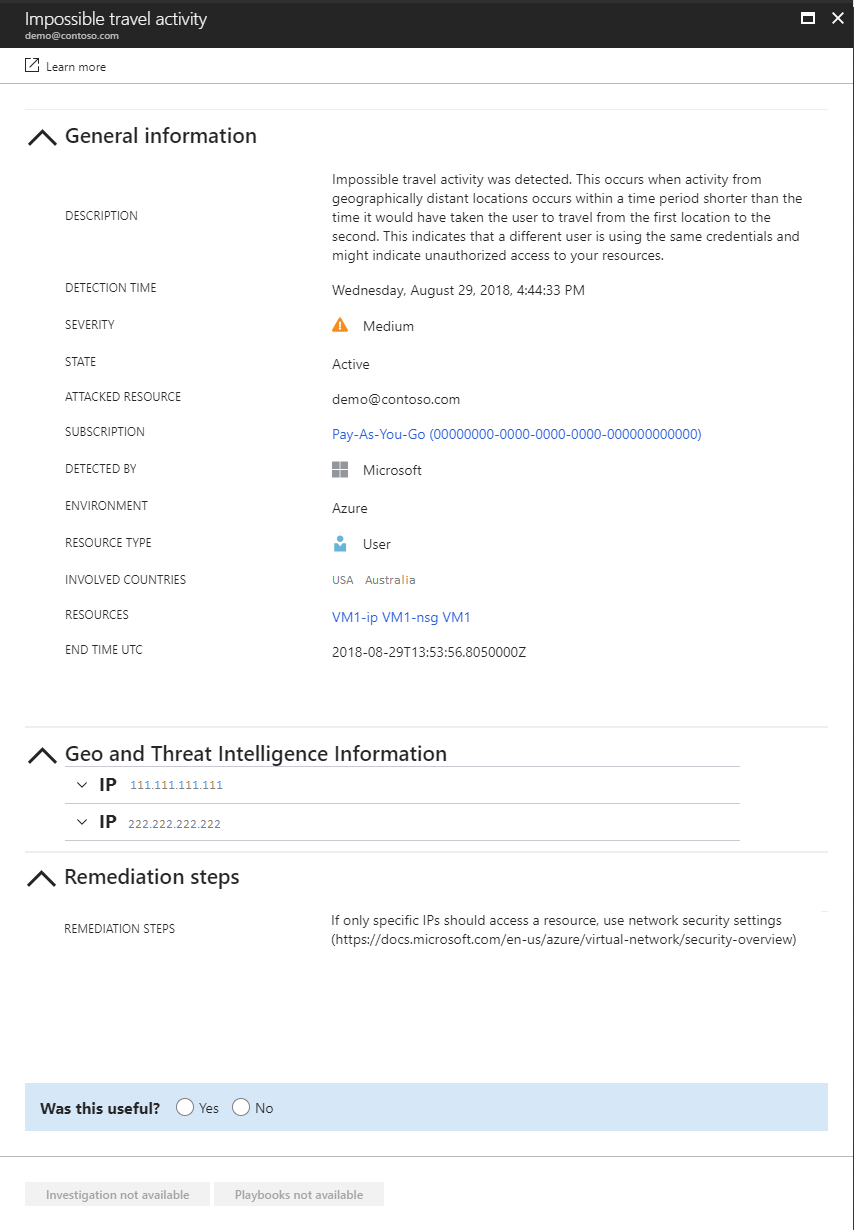 Impossible travel activity
demo@contoso.com
Learn more
General information
DESCRIPTION
Impossible travel activity was detected. This occurs when activity from
geographically distant locations occurs within a time period shorter than the
time it would have taken the user to travel from the first location to the
second. This indicates that a different user is using the same credentials and
might indicate unauthorized access to your resources.
DETECTION TIME
Wednesday, August 29, 2018, 4:44:33 PM
SEVERITY
Medium
STATE
Active
ATTACKED RESOURCE
demo@contoso.com
SUBSCRIPTION
Pay-As-You-Go (00000000-0000-0000-0000-000000000000)
DETECTED BY
Microsoft
ENVIRONMENT
Azure
RESOURCE TYPE
User
INVOLVED COUNTRIES
USA Australia
RESOURCES
VM1-ip VM1-nsg VM1
END TIME UTC
2018-08-29T13:53:56.8050000Z
Geo and Threat Intelligence Information
IP 111.111.111.111
IP 222.222.222.222
Remediation steps
REMEDIATION STEPS
If only specific IPs should access a resource, use network security settings
(https://docs.microsoft.com/en-us/azure/virtual-network/security-overview)
Was this useful? Yes No
Investigation not available Playbooks not available